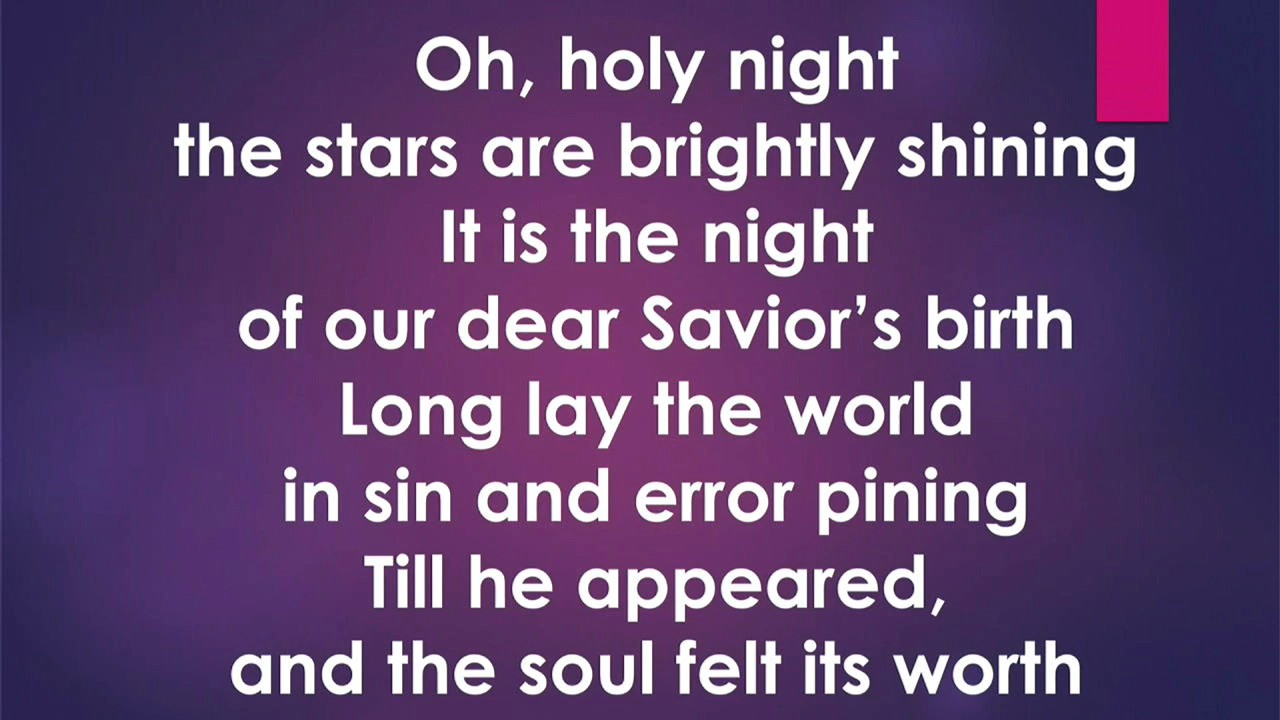 Oh, holy night
the stars are brightly shining
It is the night
of our dear Savior’s birth
Long lay the world
in sin and error pining
Till he appeared,
and the soul felt its worth